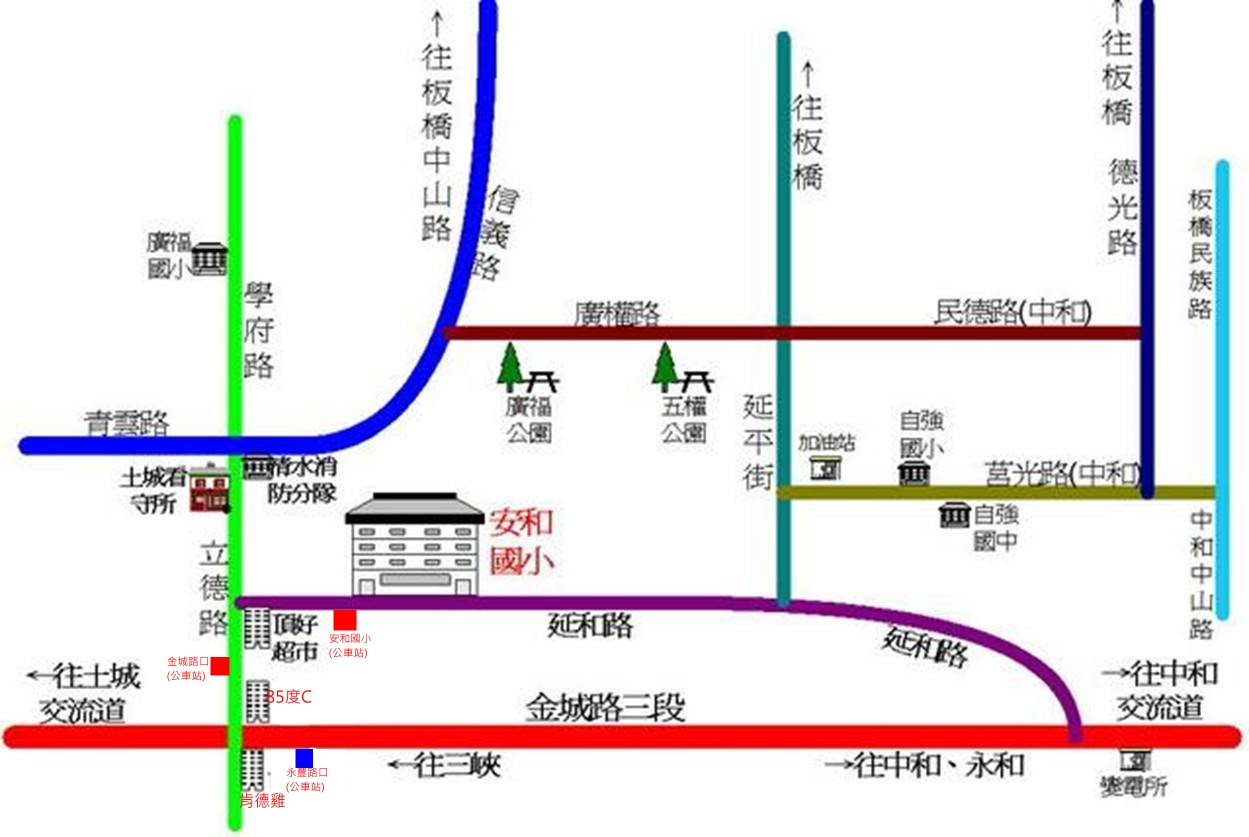 ↑往板橋中山路
信義路
↑往板橋
↑往板橋
德光路
板橋民族路
廣福
國小
學府路
廣權路
民德路(中和)
廣福
公園
五權
公園
延平街
自強
國小
加油站
青雲路
土城看
守所
清水消
防分隊
莒光路(中和)
自強
國中
安和
國小
中和中山路
立德路
頂好
超市
安和國小
(公車站)
延和路
延和路
金城路口
(公車站)
←往土城
交流道
85度C
金城路三段
→往中和
交流道
永豐路口
(公車站)
←往三峽
→往中和、永和
變電所
肯德雞